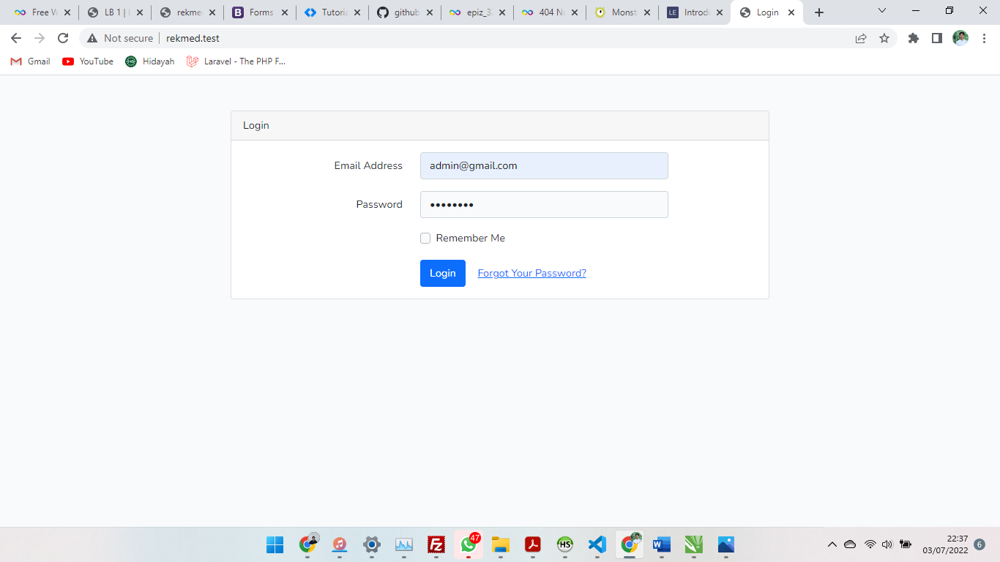 Free W
LB 1 |
rekme
Forms
Tutoria
github
epiz_3
404 No
Monst
Introd
Login
Not secure
rekmed.test
Gmail
YouTube
Hidayah
Laravel - The PHP F...
Login
Email Address
admin@gmail.com
Password
Remember Me
Login
Forgot Your Password?
47
HS
22:37
03/07/2022
6